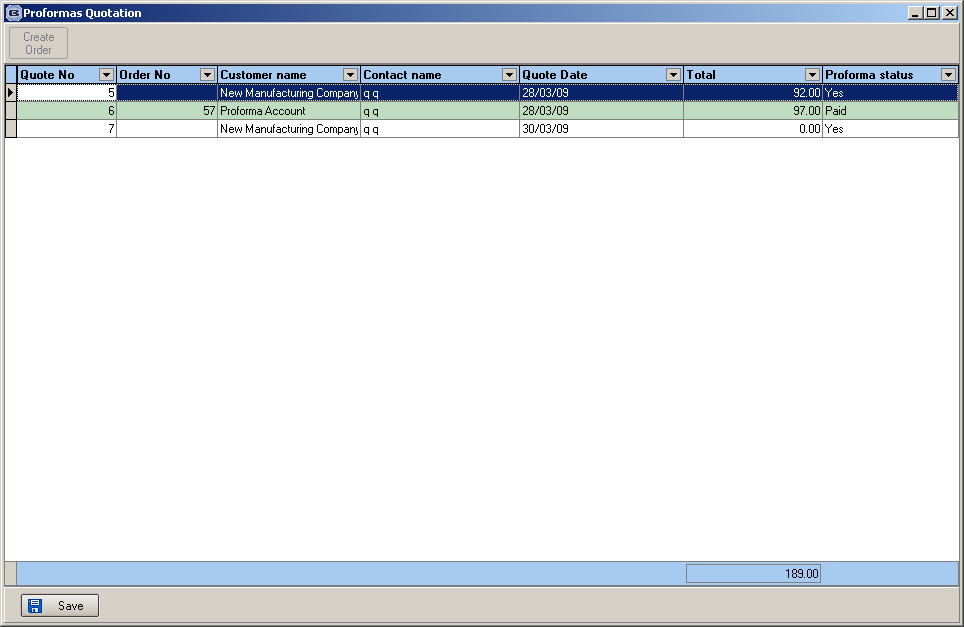 Proformas Quotation
Create
Order
Quote No Order No Customer name Contact name Quote Date Total Proforma status
5 New Manufacturing Company q q 28/03/09 92.00 Yes
6 57 Proforma Account q q 28/03/09 97.00 Paid
7 New Manufacturing Company q q 30/03/09 0.00 Yes
189.00
Save